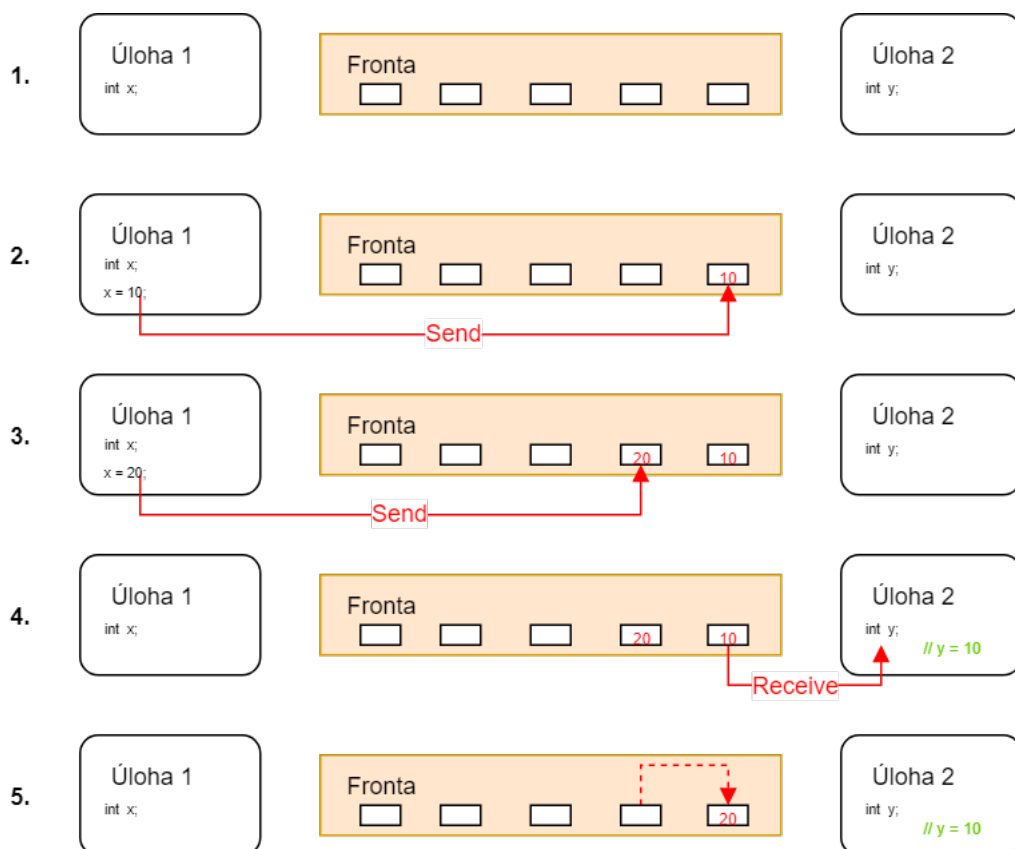 1.
Úloha 1
int x;
Fronta
Úloha 2
int y;
2.
Úloha 1
int x;
x = 10;
Fronta
10
Úloha 2
int y;
Send
3.
Úloha 1
int x;
x = 20;
Fronta
20 10
Úloha 2
int y;
Send
4.
Úloha 1
int x;
Fronta
20 10
Úloha 2
int y;
// y = 10
Receive
5.
Úloha 1
int x;
Fronta
20
Úloha 2
int y;
// y = 10